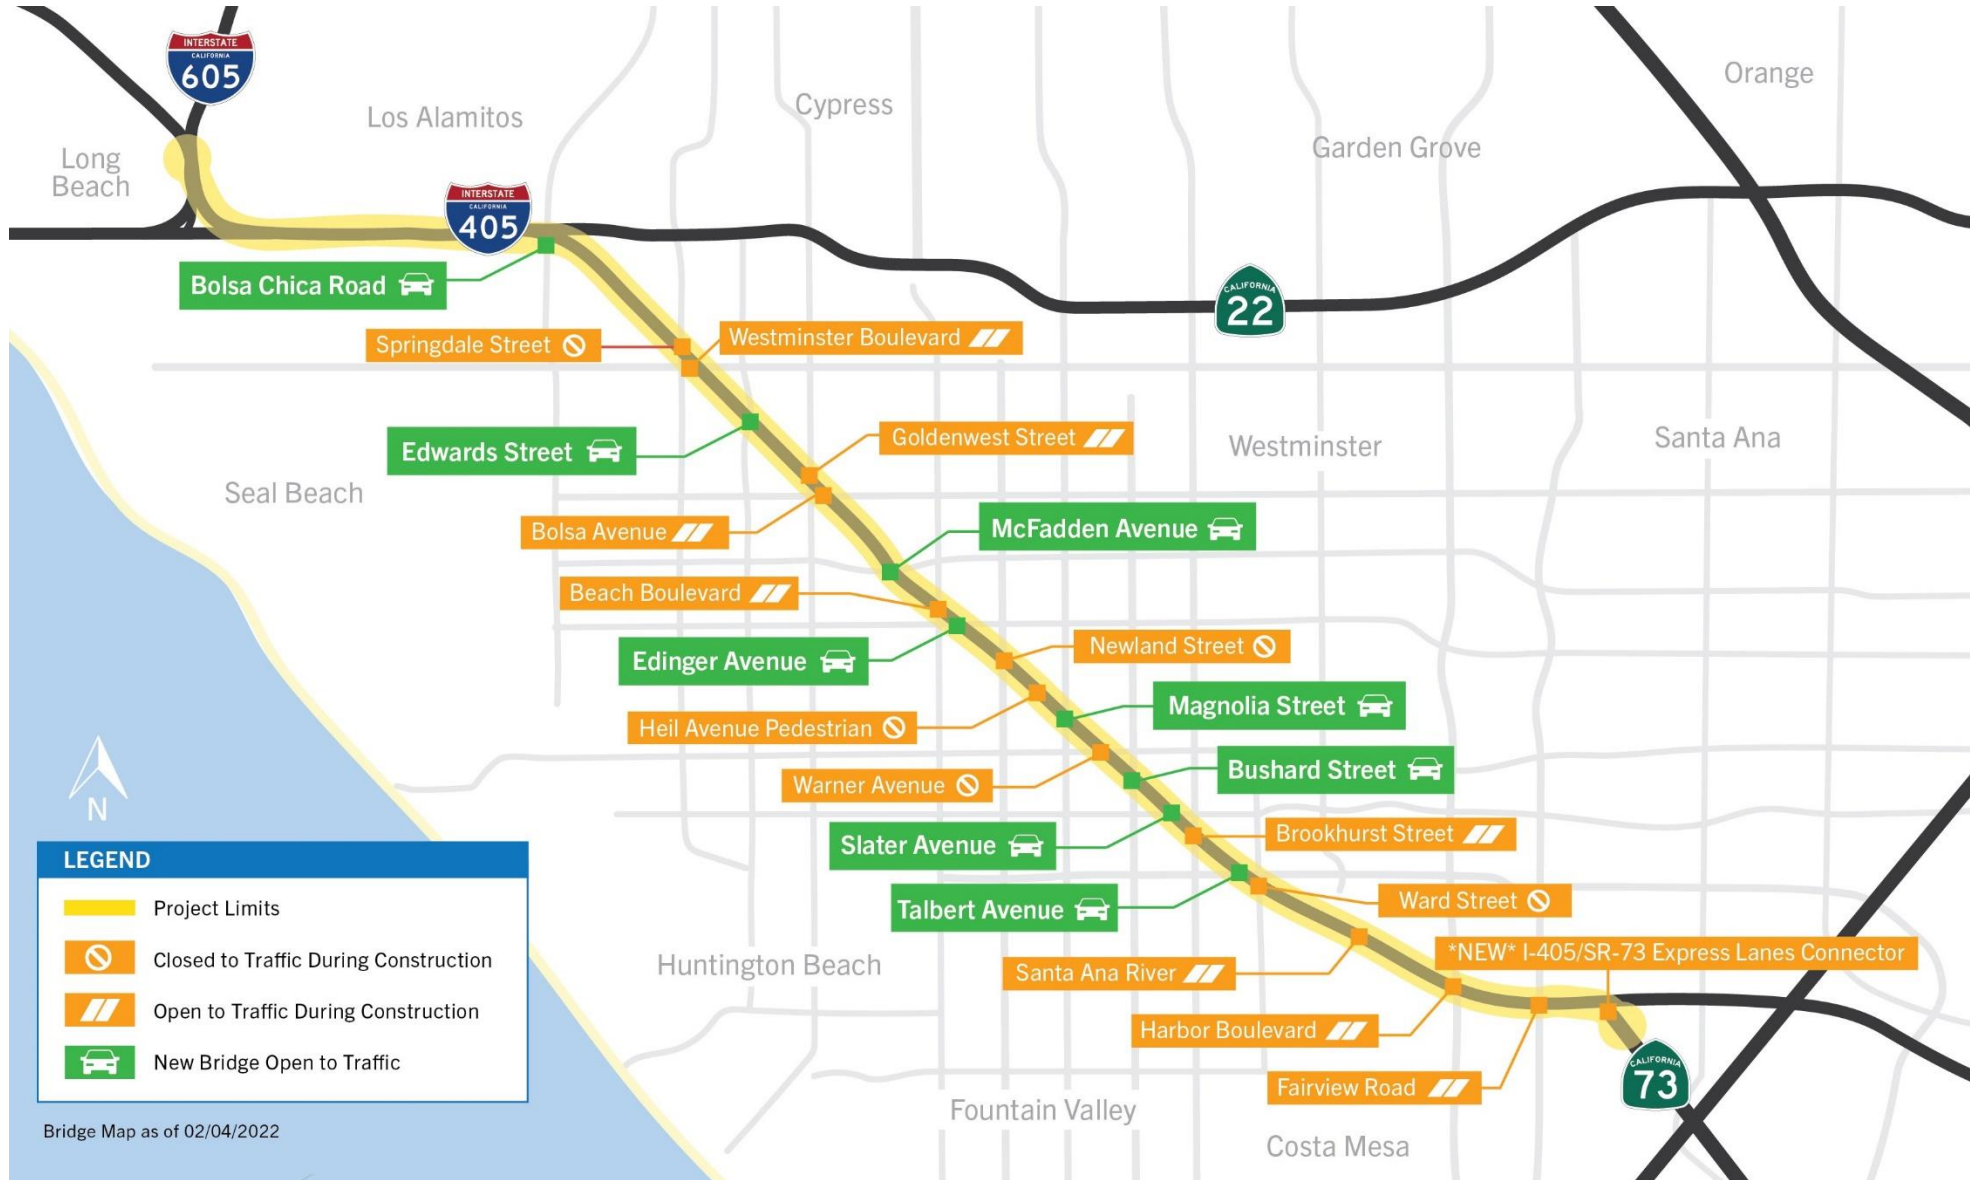 INTERSTATE
CALIFORNIA
605
Los Alamitos
Cypress
Orange
Garden Grove
Long
Beach
INTERSTATE
CALIFORNIA
405
Bolsa Chica Road
CALIFORNIA
22
Springdale Street
Westminster Boulevard
Edwards Street
Goldenwest Street
Westminster
Santa Ana
Seal Beach
Bolsa Avenue
McFadden Avenue
Beach Boulevard
Edinger Avenue
Newland Street
Heil Avenue Pedestrian
Magnolia Street
Warner Avenue
Bushard Street
Slater Avenue
Brookhurst Street
Talbert Avenue
Ward Street
Huntington Beach
Santa Ana River
*NEW* I-405/SR-73 Express Lanes Connector
Harbor Boulevard
Fairview Road
CALIFORNIA
73
Fountain Valley
Costa Mesa
N
LEGEND
Project Limits
Closed to Traffic During Construction
Open to Traffic During Construction
New Bridge Open to Traffic
Bridge Map as of 02/04/2022